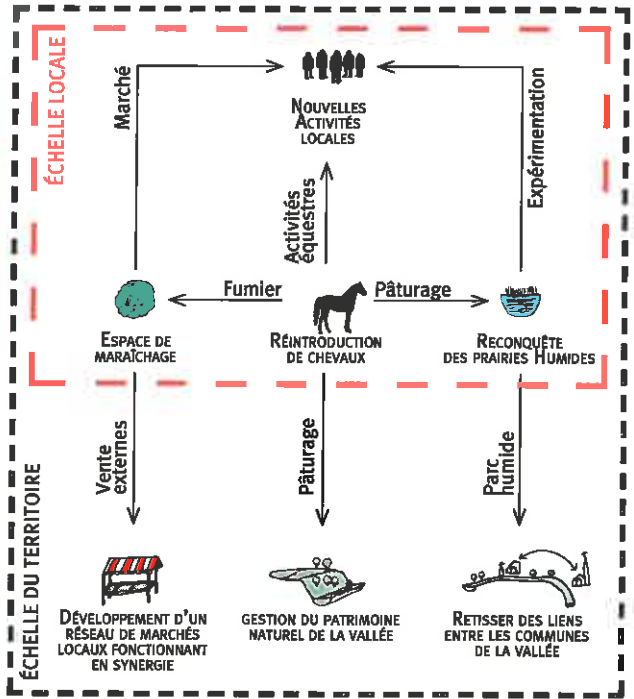 ÉCHELLE LOCALE
Marché
NOUVELLES
ACTIVITÉS
LOCALES
Expérimentation
Activités
équestres
Fumier
Pâturage
ESPACE DE
MARAÎCHAGE
RÉINTRODUCTION
DE CHEVAUX
RECONQUÊTE
DES PRAIRIES HUMIDES
ÉCHELLE DU TERRITOIRE
Vente
externes
Pâturage
Parc
humide
DÉVELOPPEMENT D'UN
RÉSEAU DE MARCHÉS
LOCAUX FONCTIONNANT
EN SYNERGIE
GESTION DU PATRIMOINE
NATUREL DE LA VALLÉE
RETISSER DES LIENS
ENTRE LES COMMUNES
DE LA VALLÉE